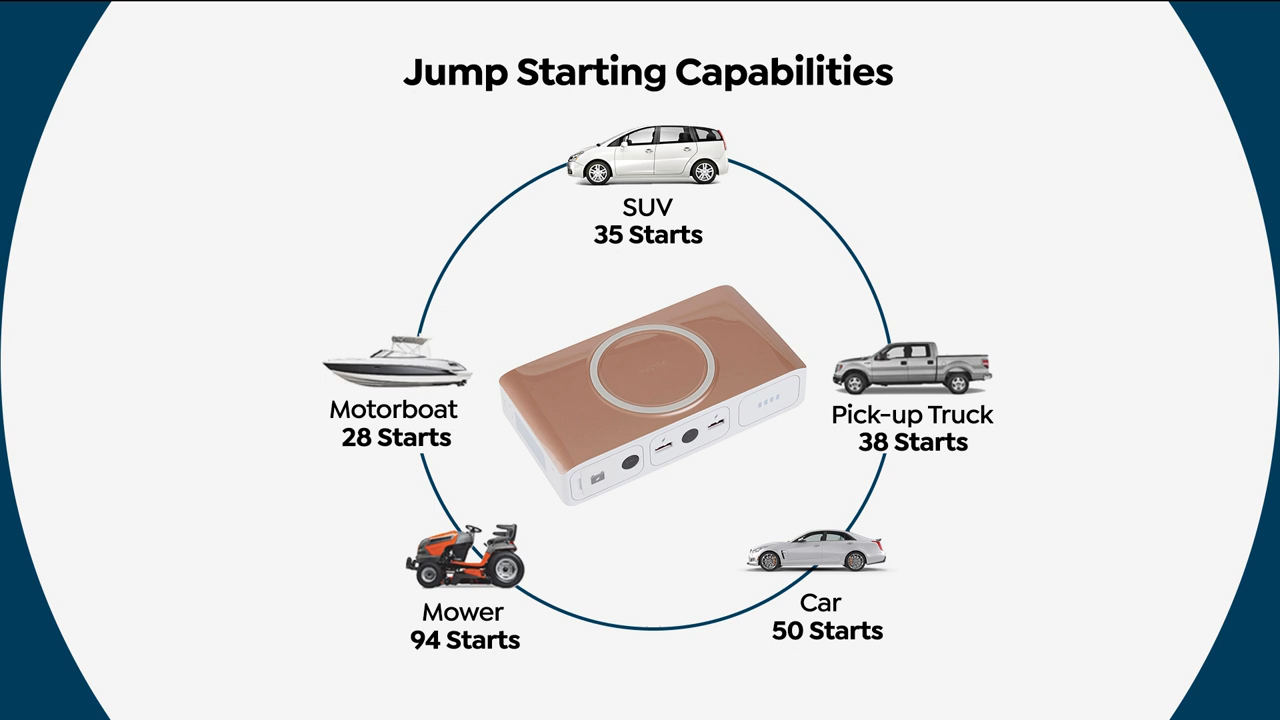 Jump Starting Capabilities
SUV
35 Starts
Motorboat
28 Starts
Pick-up Truck
38 Starts
Mower
94 Starts
Car
50 Starts